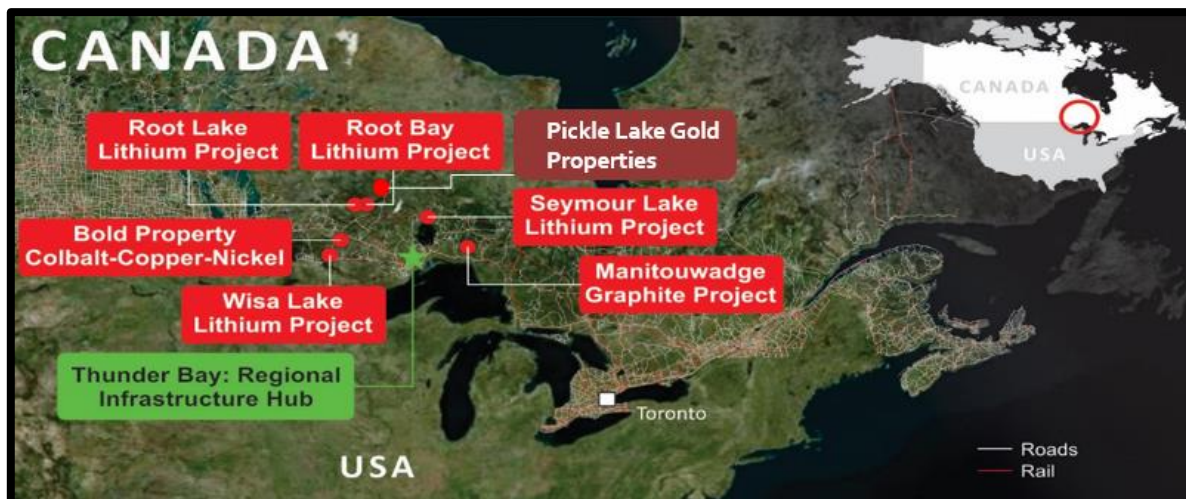 CANADA
CANADA
USA
Root Lake
Lithium Project
Root Bay
Lithium Project
Pickle Lake Gold
Properties
Seymour Lake
Lithium Project
Bold Property
Colbalt-Copper-Nickel
Manitouwadge
Graphite Project
Wisa Lake
Lithium Project
Thunder Bay: Regional
Infrastructure Hub
Toronto
USA
Roads
Rail